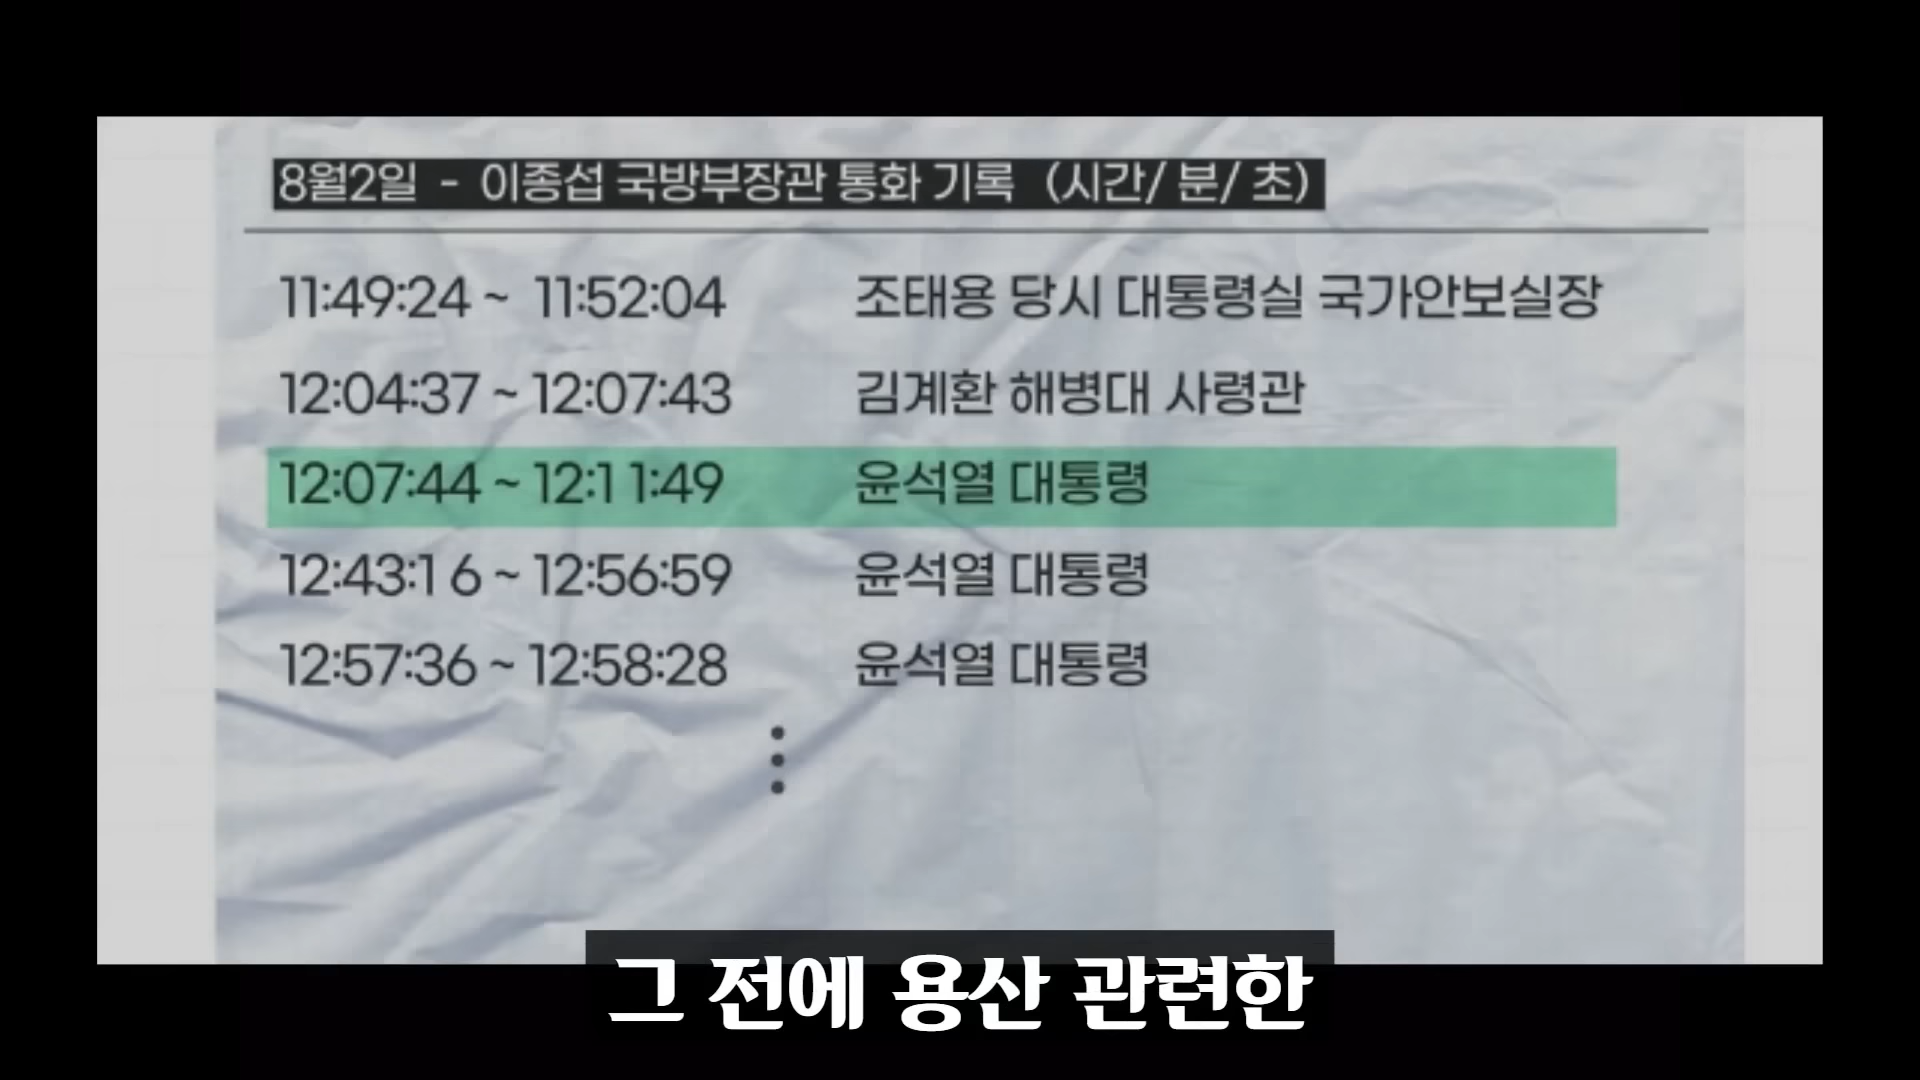 8월2일 - 이종섭 국방부장관 통화 기록 (시간/ 분/ 초)
11:49:24 ~ 11:52:04 조태용 당시 대통령실 국가안보실장
12:04:37 ~ 12:07:43 김계환 해병대 사령관
12:07:44 ~ 12:1 1:49 윤석열 대통령
12:43:1 6 ~ 12:56:59 윤석열 대통령
12:57:36 ~ 12:58:28 윤석열 대통령
그 전에 용산 관련한